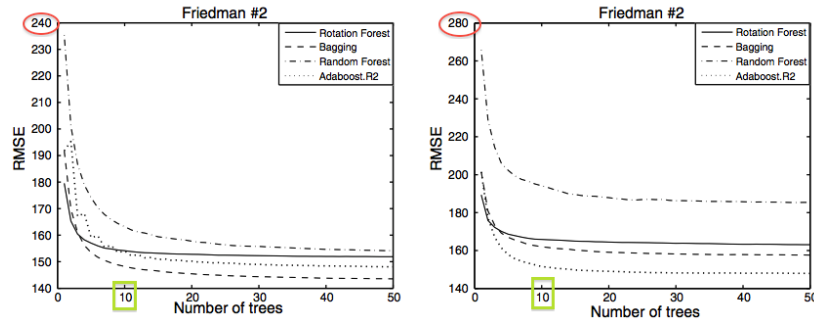 Friedman #2
240
230
220
210
200
190
180
170
160
150
140
RMSE
Rotation Forest
Bagging
Random Forest
Adaboost.R2
0 10 20 30 40 50
Number of trees
Friedman #2
280
260
240
220
200
180
160
140
RMSE
Rotation Forest
Bagging
Random Forest
Adaboost.R2
0 10 20 30 40 50
Number of trees